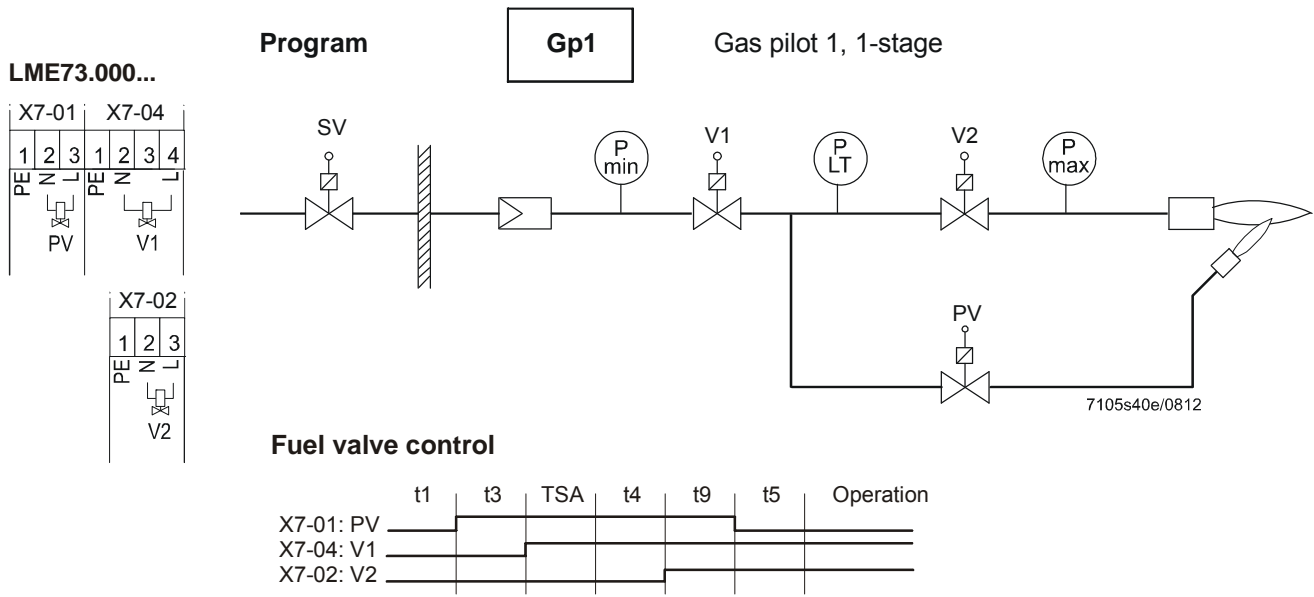 Program Gp1 Gas pilot 1, 1-stage
LME73.000...
X7-01 X7-04
1 2 3 1 2 3 4
PE N L PE N L
PV V1
X7-02
1 2 3
PE N L
V2
SV
P min
V1
P LT
V2
P max
PV
7105s40e/0812
Fuel valve control
t1 t3 TSA t4 t9 t5 Operation
X7-01: PV
X7-04: V1
X7-02: V2